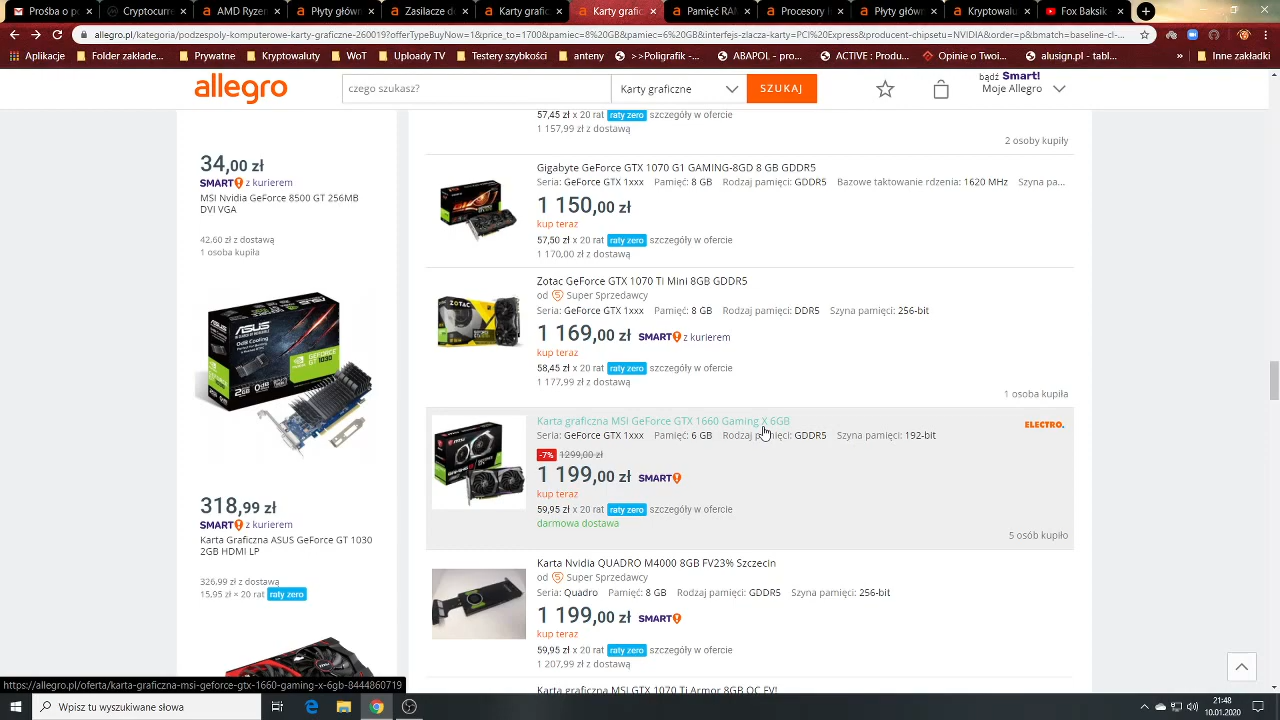 Prośba o po
Cryptocurre
AMD Ryzen
Płyty główn
Zasilacze do
Karty grafic
Karty grafic
Pamięć RAM
Procesory I
Płyty główn
Kryptowalu
Fox Baksik
allegro.pl/kategoria/podzespoly-komputerowe-karty-graficzne-260019?offerTypeBuyNow=1&price_to=1700&pamiec=8%20GB&pamiec=6%20GB&interfejs-zlacza-karty=PCI%20Express&producent-chipsetu=NVIDIA&order=p&bmatch=baseline-cl-...
Aplikacje
Folder zakładek
Prywatne
Kryptowaluty
WoT
Uploady TV
Testery szybkości
anteny
>>Poligrafik -...
ABAPOL - hurtowni...
ACTIVE : Produkty...
Opinie o Twoi...
alusign.pl - tabl...
Inne zakładki
allegro
czego szukasz?
Karty graficzne
SZUKAJ
bądź Smart!
Moje Allegro
57,45 zł x 20 rat raty zero szczegóły w ofercie
1 157,99 zł z dostawą
2 osoby kupiły
34,00 zł
SMART! z kurierem
MSI Nvidia GeForce 8500 GT 256MB
DVI VGA
42,60 zł z dostawą
1 osoba kupiła
Gigabyte GeForce GTX 1070 G1 GAMING-8GD 8 GB GDDR5
Seria: GeForce GTX 1xxx Pamięć: 8 GB Rodzaj pamięci: GDDR5 Bazowe taktowanie rdzenia: 1620 MHz Szyna pa...
1 150,00 zł
kup teraz
57,50 zł x 20 rat raty zero szczegóły w ofercie
1 170,00 zł z dostawą
Zotac GeForce GTX 1070 Ti Mini 8GB GDDR5
od Super Sprzedawcy
Seria: GeForce GTX 1xxx Pamięć: 8 GB Rodzaj pamięci: DDR5 Szyna pamięci: 256-bit
1 169,00 zł SMART! z kurierem
kup teraz
58,45 zł x 20 rat raty zero szczegóły w ofercie
1 177,99 zł z dostawą
1 osoba kupiła
Karta graficzna MSI GeForce GTX 1660 Gaming X 6GB
ELECTRO.
Seria: GeForce GTX 1xxx Pamięć: 6 GB Rodzaj pamięci: GDDR5 Szyna pamięci: 192-bit
-7% 1299,00 zł
1 199,00 zł SMART!
kup teraz
59,95 zł x 20 rat raty zero szczegóły w ofercie
darmowa dostawa
5 osób kupiło
318,99 zł
SMART! z kurierem
Karta Graficzna ASUS GeForce GT 1030
2GB HDMI LP
326,99 zł z dostawą
15,95 zł × 20 rat raty zero
Karta Nvidia QUADRO M4000 8GB FV23% Szczecin
od Super Sprzedawcy
Seria: Quadro Pamięć: 8 GB Rodzaj pamięci: GDDR5 Szyna pamięci: 256-bit
1 199,00 zł SMART!
kup teraz
59,95 zł x 20 rat raty zero szczegóły w ofercie
1 207,99 zł z dostawą
Karta graficzna MSI GTX 1070 Ti Armor 8GB OC FV!
https://allegro.pl/oferta/karta-graficzna-msi-geforce-gtx-1660-gaming-x-6gb-8444860719
Wpisz tu wyszukiwane słowa
21:48
10.01.2020